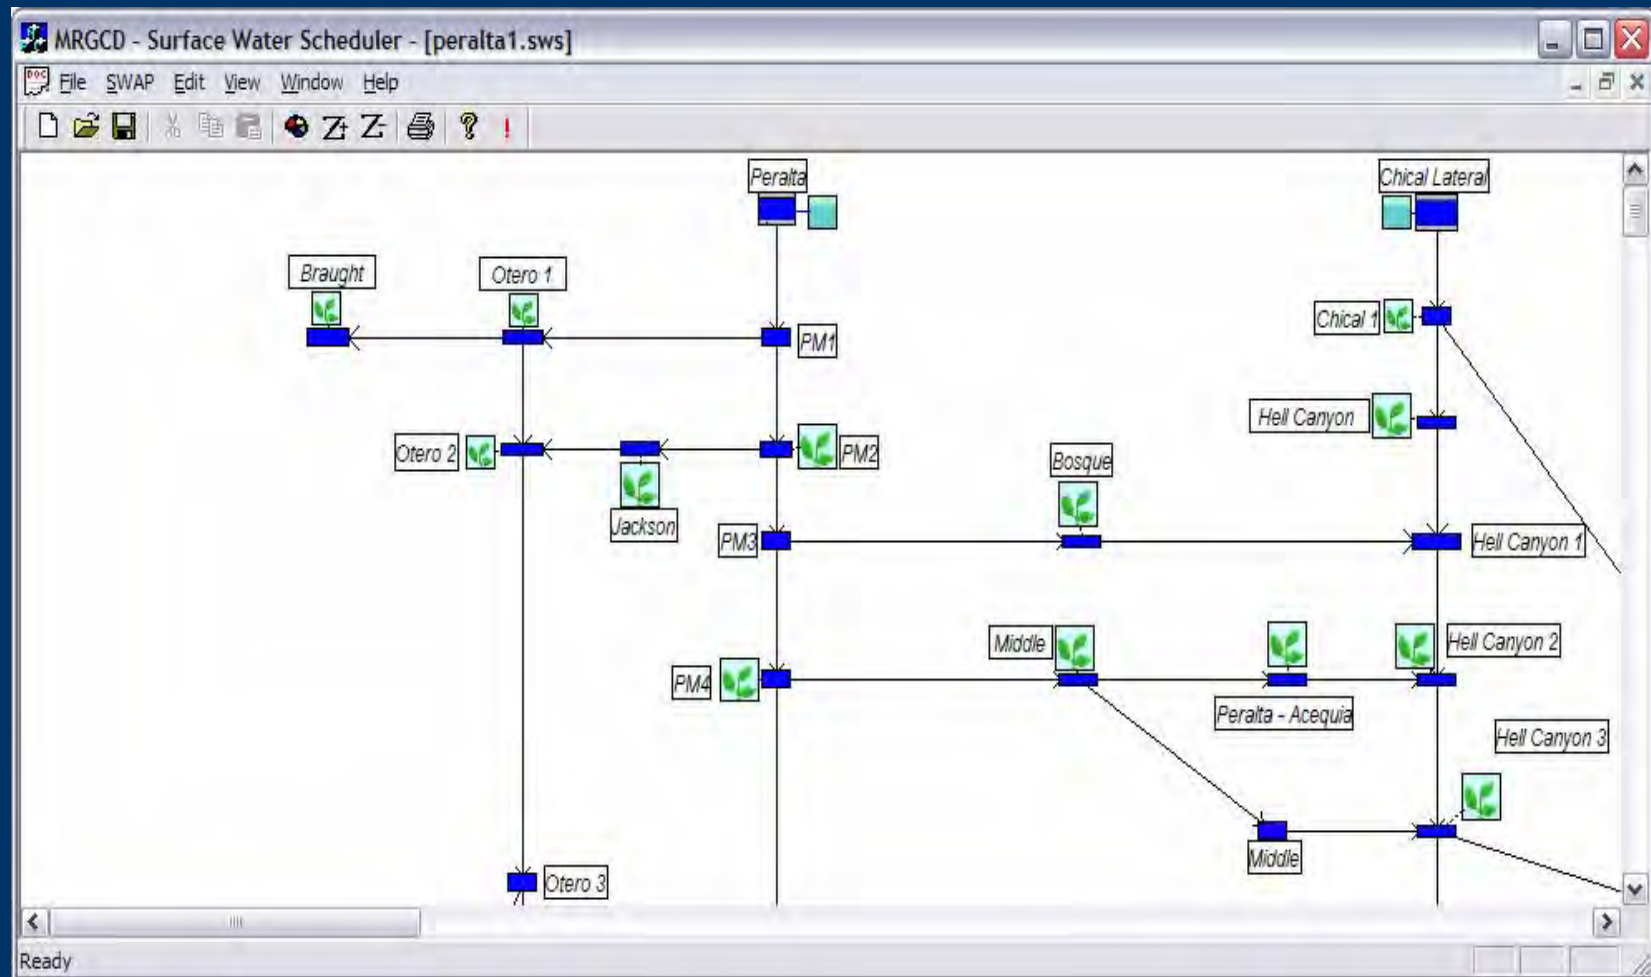 MRGCD - Surface Water Scheduler - [peralta1.sws]
DOC
File SWAP Edit View Window Help
Z+ Z-
Peralta
Chical Lateral
Braught
Otero 1
Chical 1
PM1
Hell Canyon
Otero 2
PM2
Bosque
Jackson
PM3
Hell Canyon 1
Middle
Hell Canyon 2
PM4
Peralta - Acequia
Hell Canyon 3
Middle
Otero 3
Ready